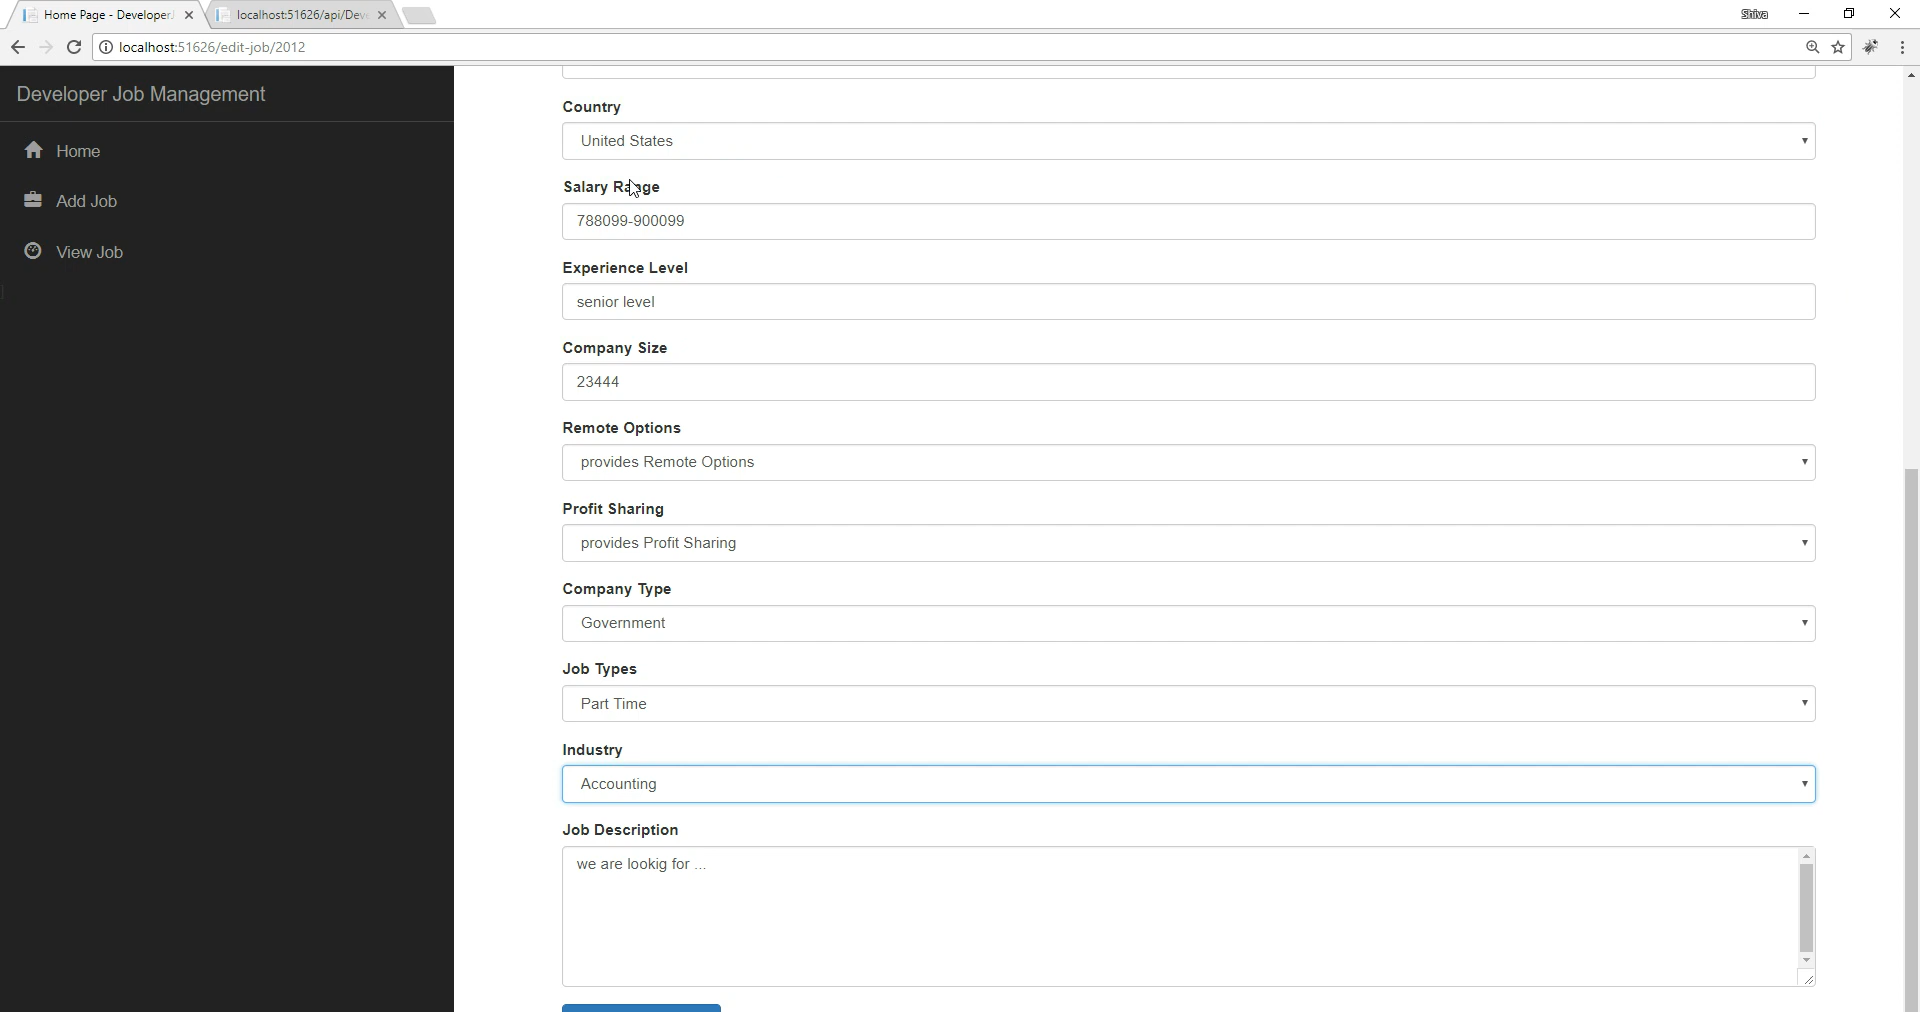 Home Page - Developer
localhost:51626/api/Dev
Shiva
localhost:51626/edit-job/2012
Developer Job Management
Home
Add Job
View Job
Country
United States
Salary Range
788099-900099
Experience Level
senior level
Company Size
23444
Remote Options
provides Remote Options
Profit Sharing
provides Profit Sharing
Company Type
Government
Job Types
Part Time
Industry
Accounting
Job Description
we are lookig for ...